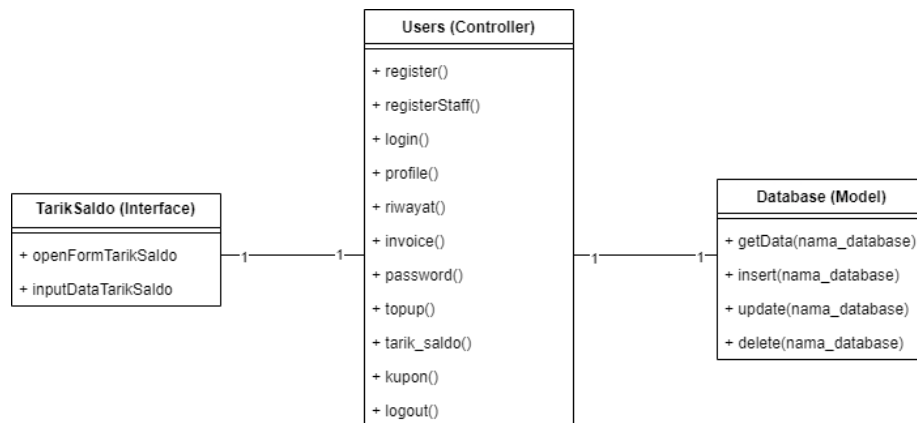 TarikSaldo (Interface)
+ openFormTarikSaldo
+ inputDataTarikSaldo
1
1
Users (Controller)
+ register()
+ registerStaff()
+ login()
+ profile()
+ riwayat()
+ invoice()
+ password()
+ topup()
+ tarik_saldo()
+ kupon()
+ logout()
1
1
Database (Model)
+ getData(nama_database)
+ insert(nama_database)
+ update(nama_database)
+ delete(nama_database)